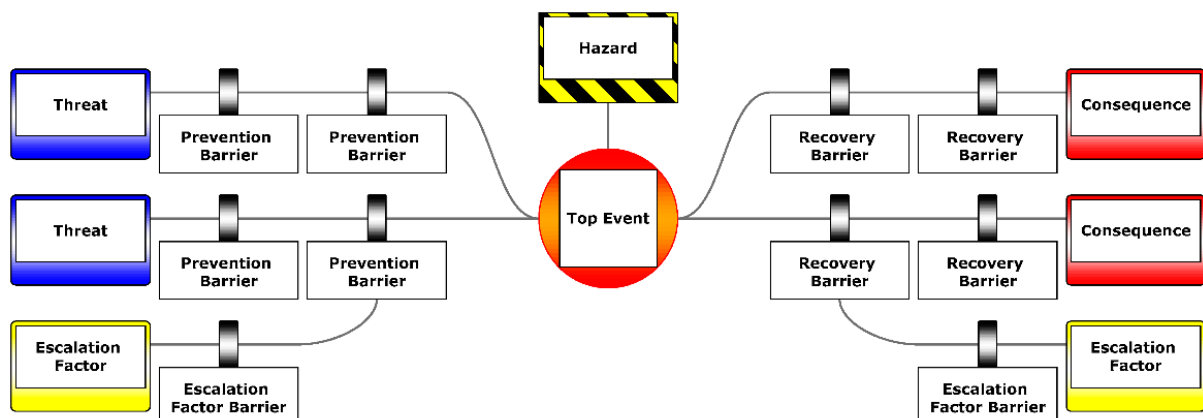 Hazard
Threat
Prevention
Barrier
Prevention
Barrier
Recovery
Barrier
Recovery
Barrier
Consequence
Top Event
Threat
Prevention
Barrier
Prevention
Barrier
Recovery
Barrier
Recovery
Barrier
Consequence
Escalation
Factor
Escalation
Factor Barrier
Escalation
Factor Barrier
Escalation
Factor